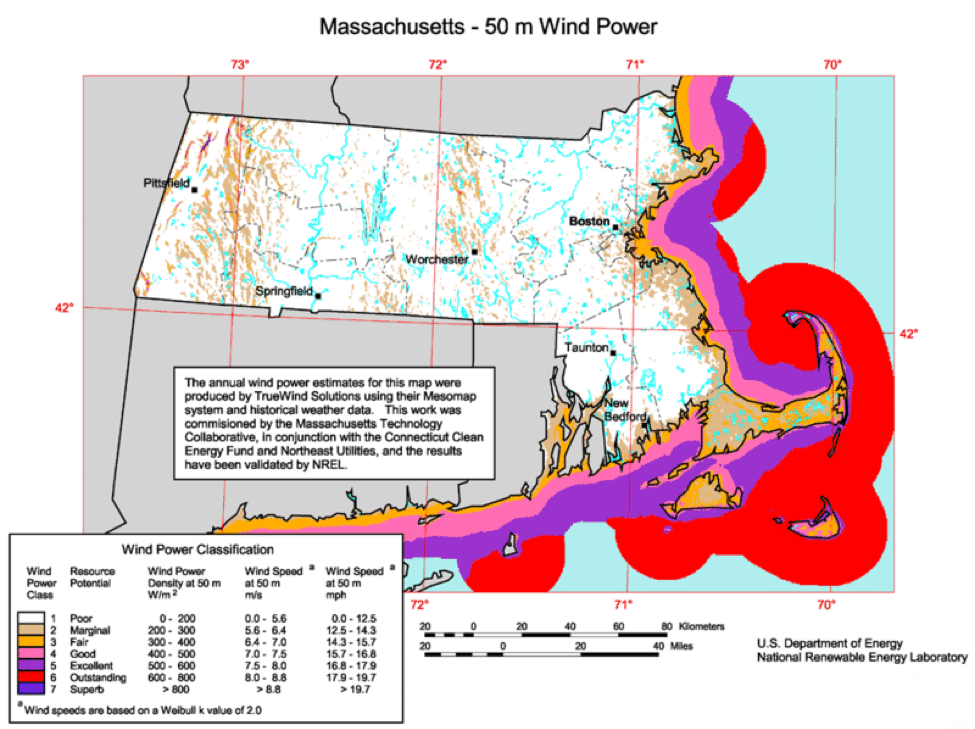 Massachusetts - 50 m Wind Power
73° 72° 71° 70°
Pittsfield
Boston
Worchester
Springfield
42° 42°
Taunton
New
Bedford
The annual wind power estimates for this map were
produced by TrueWind Solutions using their Mesomap
system and historical weather data. This work was
commisioned by the Massachusetts Technology
Collaborative, in conjunction with the Connecticut Clean
Energy Fund and Northeast Utilities, and the results
have been validated by NREL.
72° 71° 70°
Wind Power Classification
Wind Resource Wind Power Wind Speed a Wind Speed a
Power Potential Density at 50 m at 50 m at 50 m
Class W/m 2 m/s mph
1 Poor 0 - 200 0.0 - 5.6 0.0 - 12.5
2 Marginal 200 - 300 5.6 - 6.4 12.5 - 14.3
3 Fair 300 - 400 6.4 - 7.0 14.3 - 15.7
4 Good 400 - 500 7.0 - 7.5 15.7 - 16.8
5 Excellent 500 - 600 7.5 - 8.0 16.8 - 17.9
6 Outstanding 600 - 800 8.0 - 8.8 17.9 - 19.7
7 Superb > 800 > 8.8 > 19.7
a Wind speeds are based on a Weibull k value of 2.0
20 0 20 40 60 80 Kilometers
20 0 20 40 Miles
U.S. Department of Energy
National Renewable Energy Laboratory